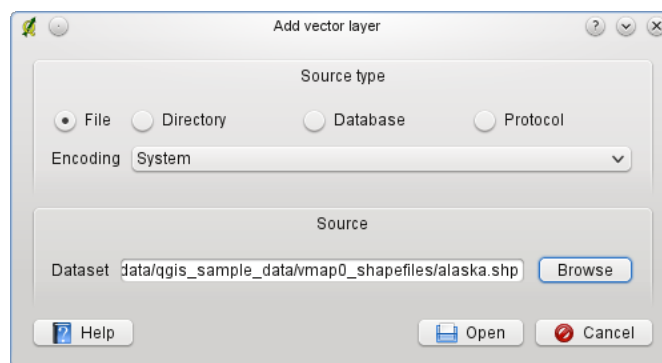 Add vector layer
Source type
File Directory Database Protocol
Encoding System
Source
Dataset data/qgis_sample_data/vmap0_shapefiles/alaska.shp Browse
Help Open Cancel